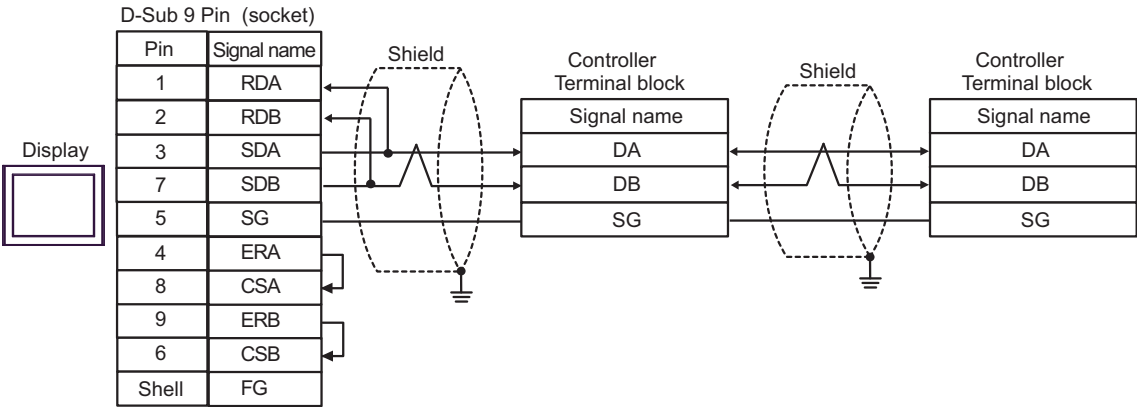 D-Sub 9 Pin (socket)
Pin Signal name
1 RDA
2 RDB
3 SDA
7 SDB
5 SG
4 ERA
8 CSA
9 ERB
6 CSB
Shell FG
Display
Shield
Controller
Terminal block
Signal name
DA
DB
SG
Shield
Controller
Terminal block
Signal name
DA
DB
SG